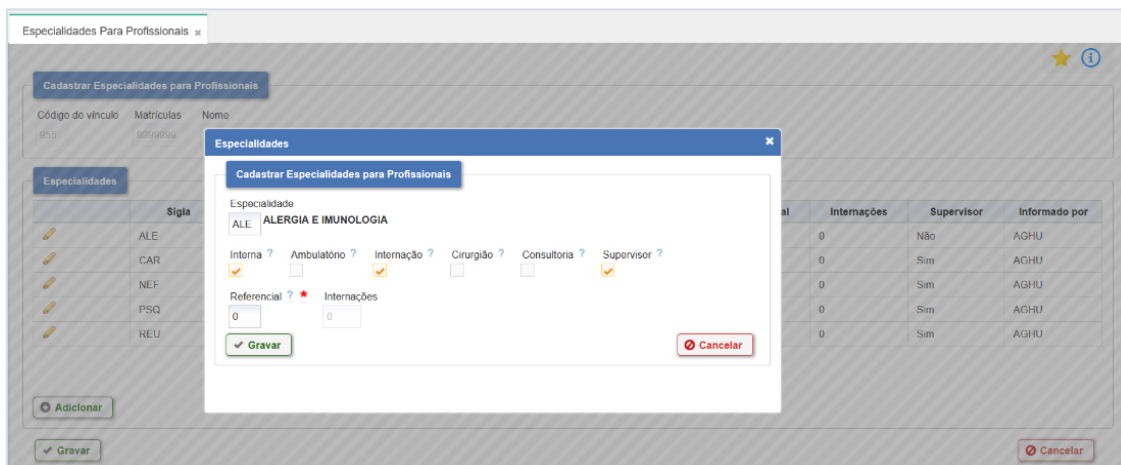 Especialidades Para Profissionais x
Cadastrar Especialidades para Profissionais
Código do vínculo Matrículas Nome
955 9999999
Especialidades x
Cadastrar Especialidades para Profissionais
Especialidade
ALE ALERGIA E IMUNOLOGIA
Interna ? Ambulatório ? Internação ? Cirurgião ? Consultoria ? Supervisor ?
Referencial ? * Internações
0 0
Gravar Cancelar
Especialidades
Sigla al Internações Supervisor Informado por
ALE 0 Não AGHU
CAR 0 Sim AGHU
NEF 0 Sim AGHU
PSQ 0 Sim AGHU
REU 0 Sim AGHU
Adicionar
Gravar Cancelar